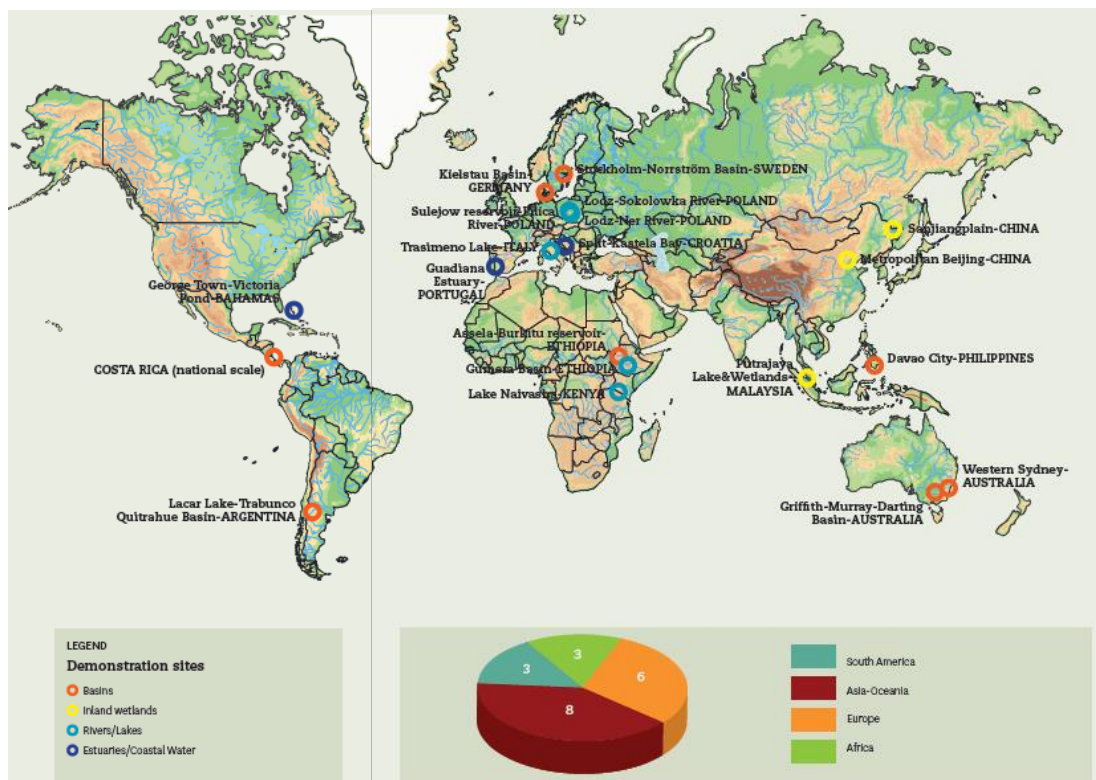 Kielstau Basin-
GERMANY
Stockholm-Norrström Basin-SWEDEN
Lodz-Sokolowka River-POLAND
Sulejow reservoir-Pilica
River-POLAND
Lodz-Ner River-POLAND
Trasimeno Lake-ITALY
Split-Kastela Bay-CROATIA
Guadiana
Estuary-
PORTUGAL
Sanjiangplain-CHINA
Metropolitan Beijing-CHINA
George Town-Victoria
Pond-BAHAMAS
COSTA RICA (national scale)
Assela-Burkitu reservoir-
ETHIOPIA
Gumera Basin-ETHIOPIA
Lake Naivasha-KENYA
Putrajaya
Lake&Wetlands-
MALAYSIA
Davao City-PHILIPPINES
Western Sydney-
AUSTRALIA
Griffith-Murray-Darting
Basin-AUSTRALIA
Lacar Lake-Trabunco
Quitrahue Basin-ARGENTINA
LEGEND
Demonstration sites
Basins
Inland wetlands
Rivers/Lakes
Estuaries/Coastal Water
3
3
6
8
South America
Asia-Oceania
Europe
Africa